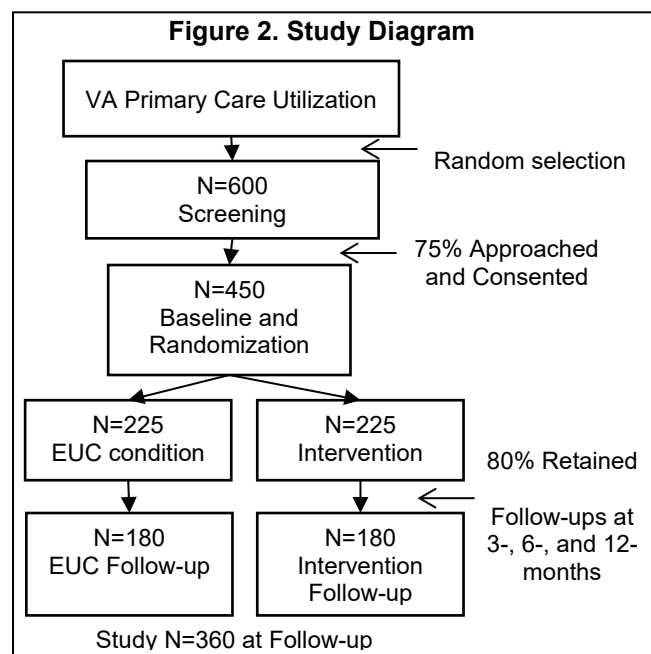 Figure 2. Study Diagram
VA Primary Care Utilization
Random selection
N=600
Screening
75% Approached
and Consented
N=450
Baseline and
Randomization
N=225
EUC condition
N=225
Intervention
80% Retained
Follow-ups at
3-, 6-, and 12-
months
N=180
EUC Follow-up
N=180
Intervention
Follow-up
Study N=360 at Follow-up